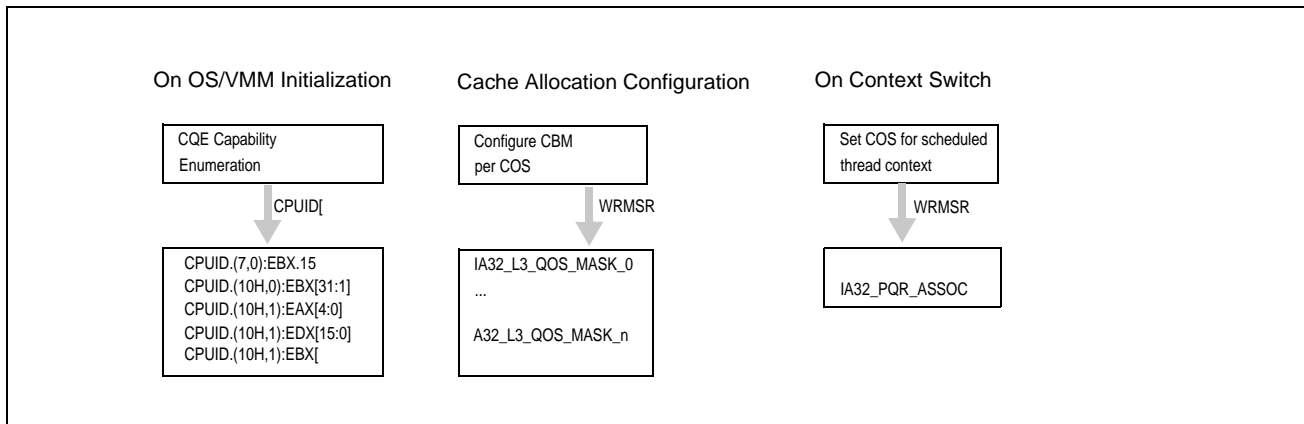 On OS/VMM Initialization
CQE Capability
Enumeration
CPUID[
CPUID.(7,0):EBX.15
CPUID.(10H,0):EBX[31:1]
CPUID.(10H,1):EAX[4:0]
CPUID.(10H,1):EDX[15:0]
CPUID.(10H,1):EBX[
Cache Allocation Configuration
Configure CBM
per COS
WRMSR
IA32_L3_QOS_MASK_0
...
A32_L3_QOS_MASK_n
On Context Switch
Set COS for scheduled
thread context
WRMSR
IA32_PQR_ASSOC